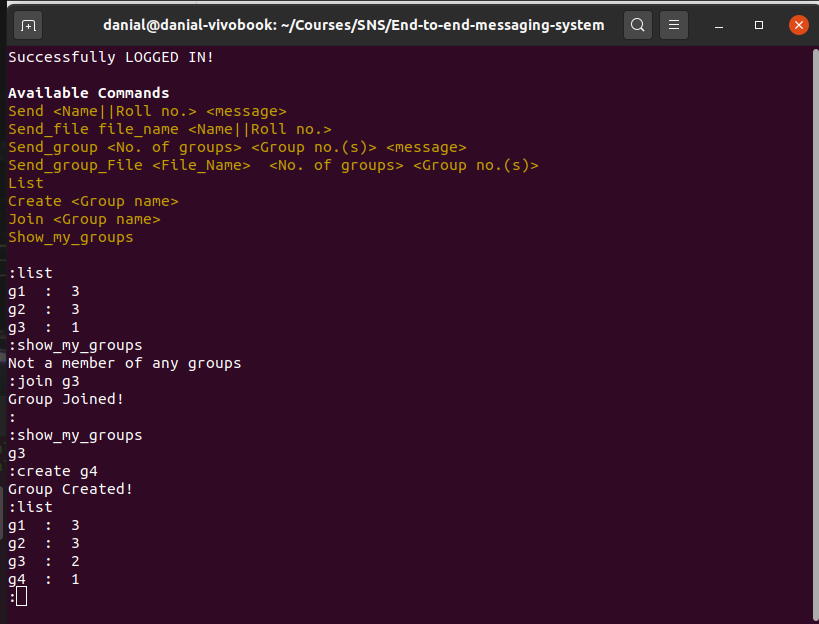 danial@danial-vivobook: ~/Courses/SNS/End-to-end-messaging-system
Successfully LOGGED IN!
Available Commands
Send <Name||Roll no.> <message>
Send_file file_name <Name||Roll no.>
Send_group <No. of groups> <Group no.(s)> <message>
Send_group_File <File_Name>  <No. of groups> <Group no.(s)>
List
Create <Group name>
Join <Group name>
Show_my_groups
:list
g1  :  3
g2  :  3
g3  :  1
:show_my_groups
Not a member of any groups
:join g3
Group Joined!
:
:show_my_groups
g3
:create g4
Group Created!
:list
g1  :  3
g2  :  3
g3  :  2
g4  :  1
: